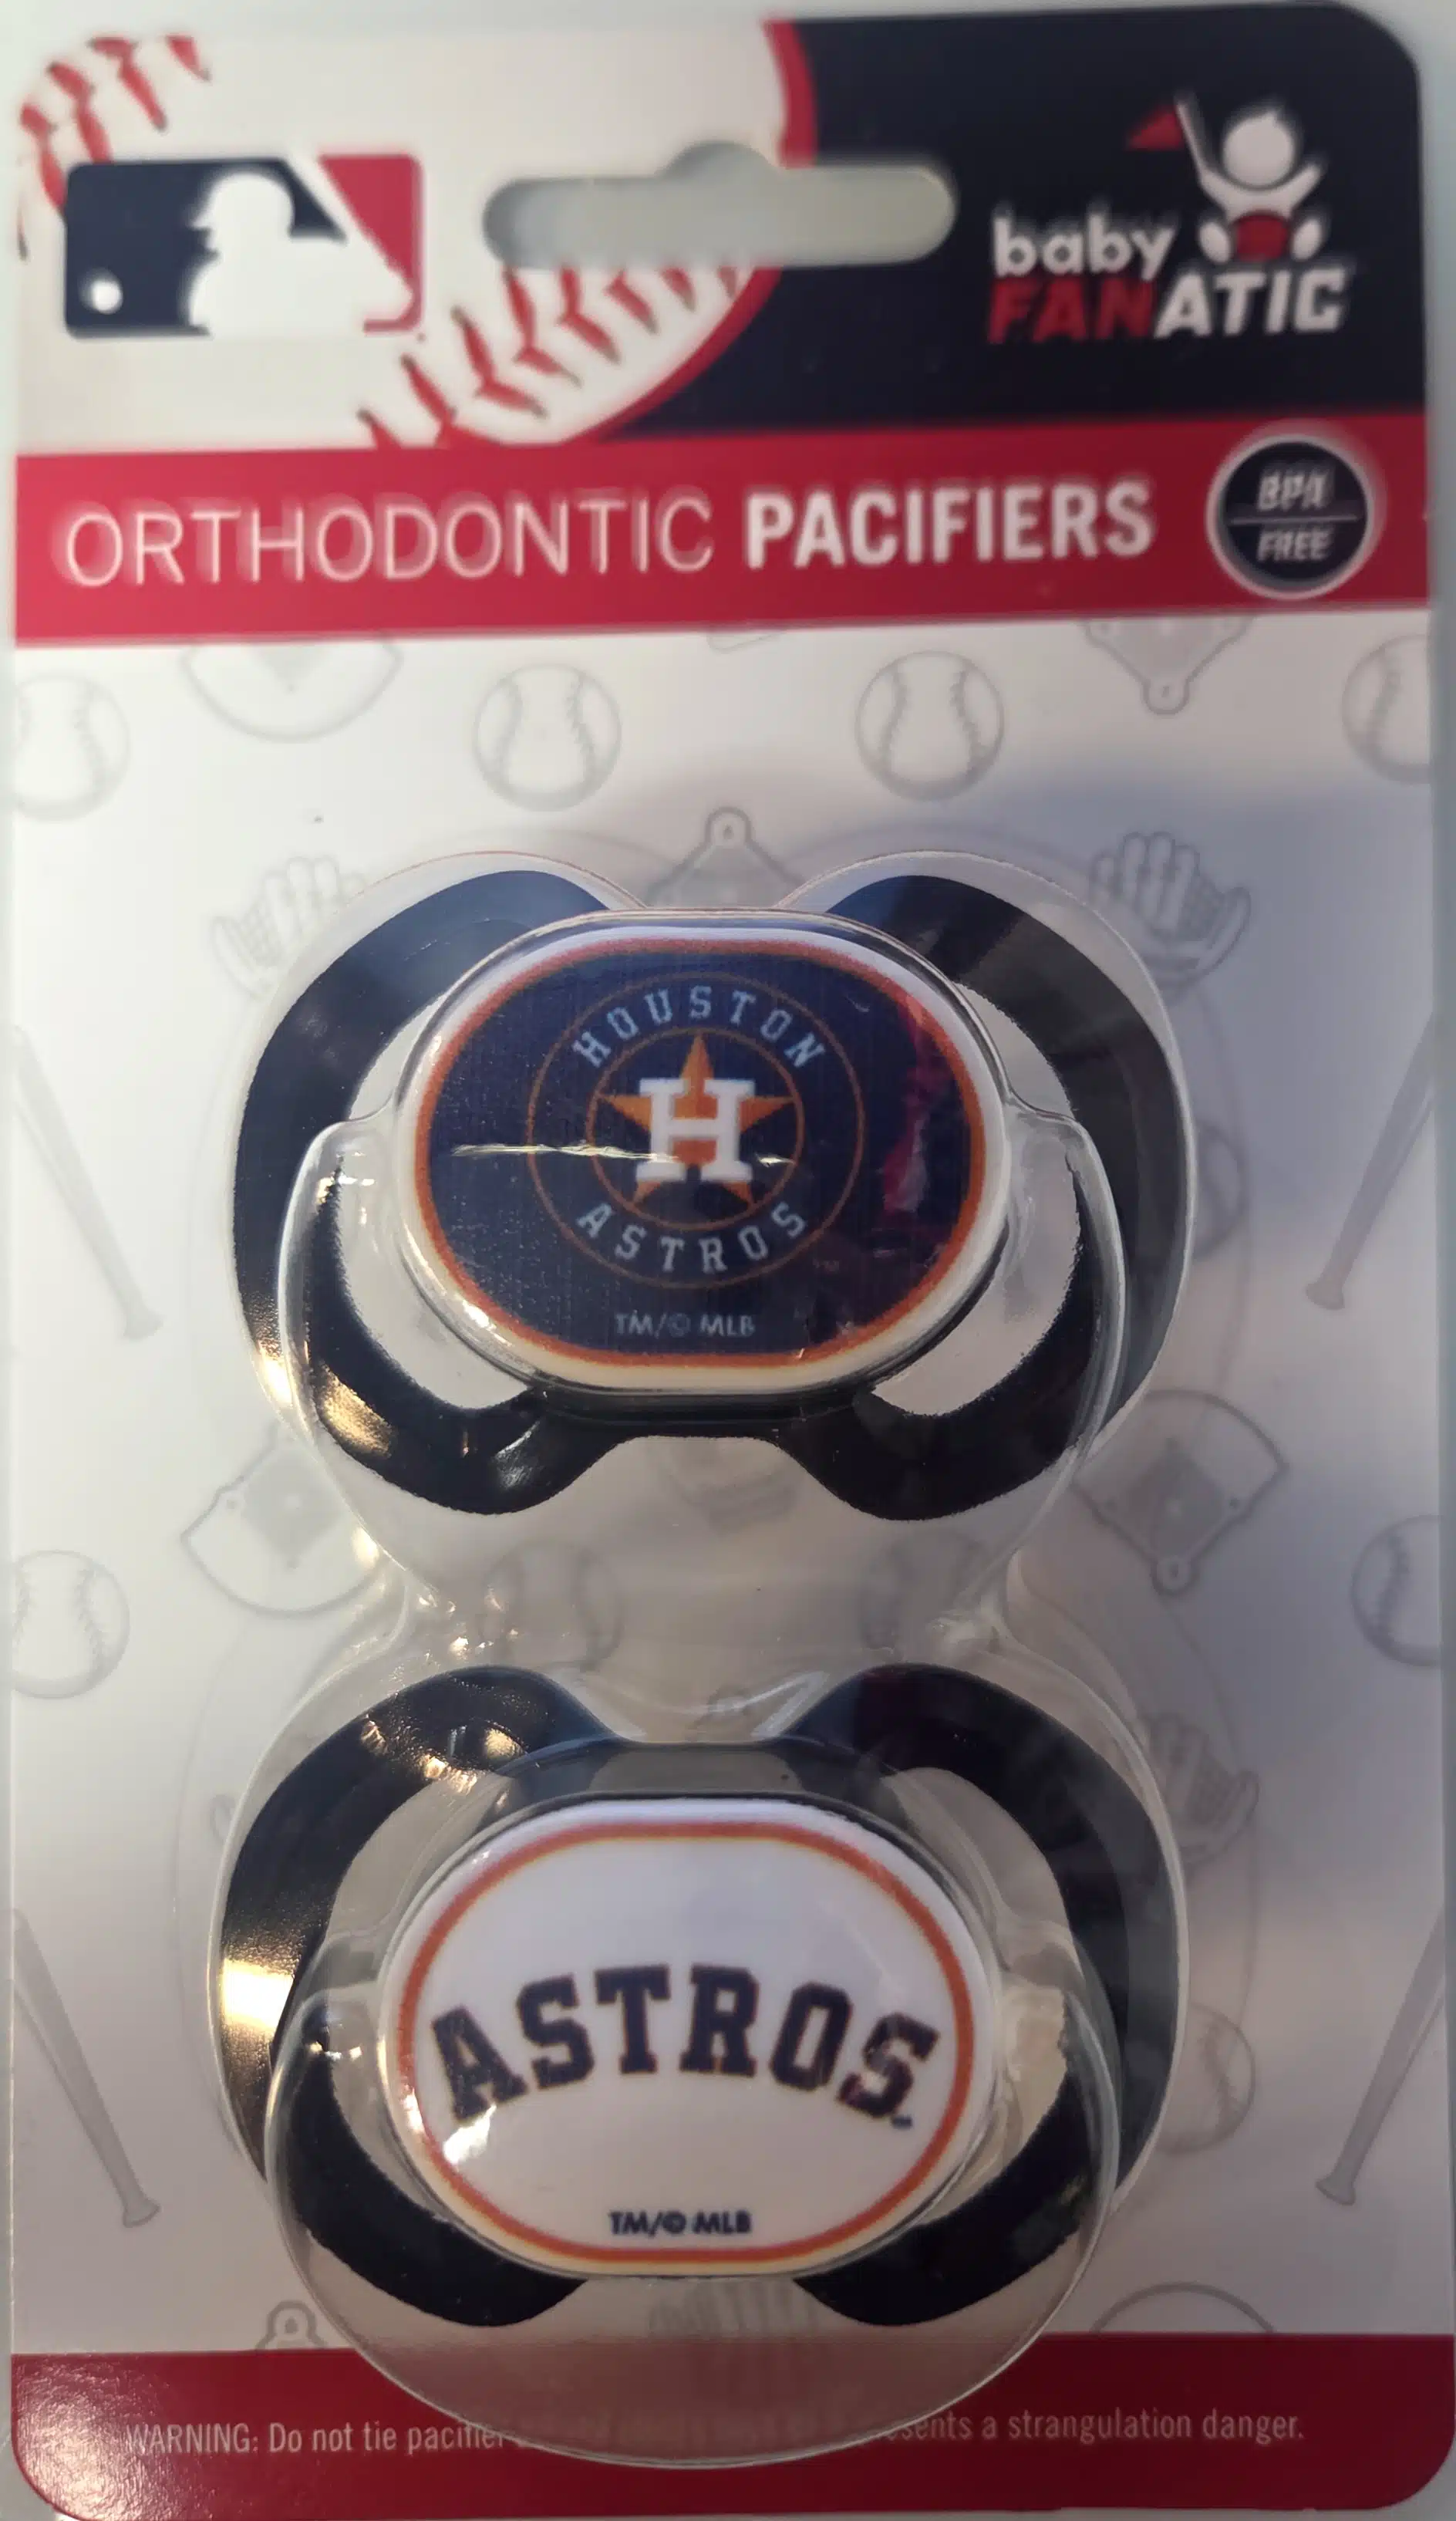 baby
FANATIC
ORTHODONTIC PACIFIERS
BPA
FREE
HOUSTON
H
ASTROS
TM
TM/© MLB
ASTROS
TM/© MLB
WARNING: Do not tie pacifier a strangulation danger.